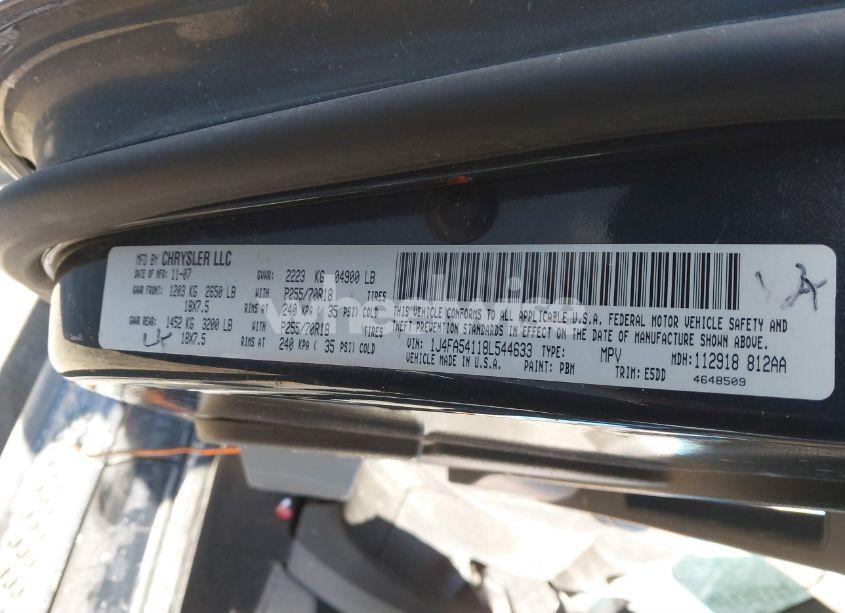 MFD BY CHRYSLER LLC
DATE OF MFR: 11-07 GVWR: 2223 KG 04900 LB
GAWR FRONT: 1203 KG 2650 LB WITH P255/70R18 TIRES
18X7.5 RIMS AT 240 KPA ( 35 PSI) COLD
GAWR REAR: 1452 KG 3200 LB WITH P255/70R18 TIRES
18X7.5 RIMS AT 240 KPA ( 35 PSI) COLD
THIS VEHICLE CONFORMS TO ALL APPLICABLE U.S.A. FEDERAL MOTOR VEHICLE SAFETY AND
THEFT PREVENTION STANDARDS IN EFFECT ON THE DATE OF MANUFACTURE SHOWN ABOVE.
VIN: 1J4FA54118L544633 TYPE: MPV MDH: 112918 812AA
VEHICLE MADE IN U.S.A. PAINT: PBM TRIM: E5DD 4648509